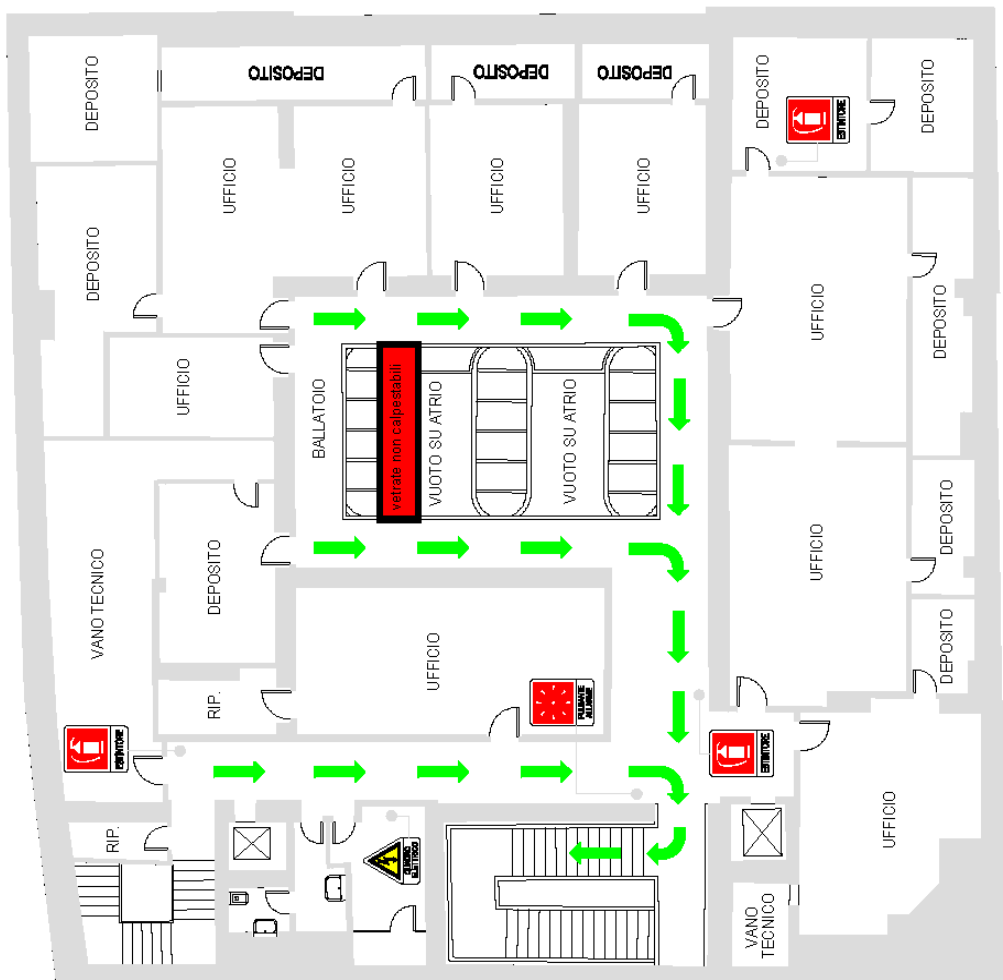 DEPOSITO
DEPOSITO
DEPOSITO
DEPOSITO
DEPOSITO
DEPOSITO
ESTINTORE
DEPOSITO
DEPOSITO
UFFICIO
UFFICIO
UFFICIO
UFFICIO
UFFICIO
DEPOSITO
UFFICIO
BALLATOIO
vetrate non calpestabili
VUOTO SU ATRIO
VUOTO SU ATRIO
VANO TECNICO
DEPOSITO
UFFICIO
UFFICIO
DEPOSITO
DEPOSITO
RIP.
ESTINTORE
PULSANTE
ALLARME
ESTINTORE
RIP.
QUADRO
ELETTRICO
UFFICIO
VANO
TECNICO